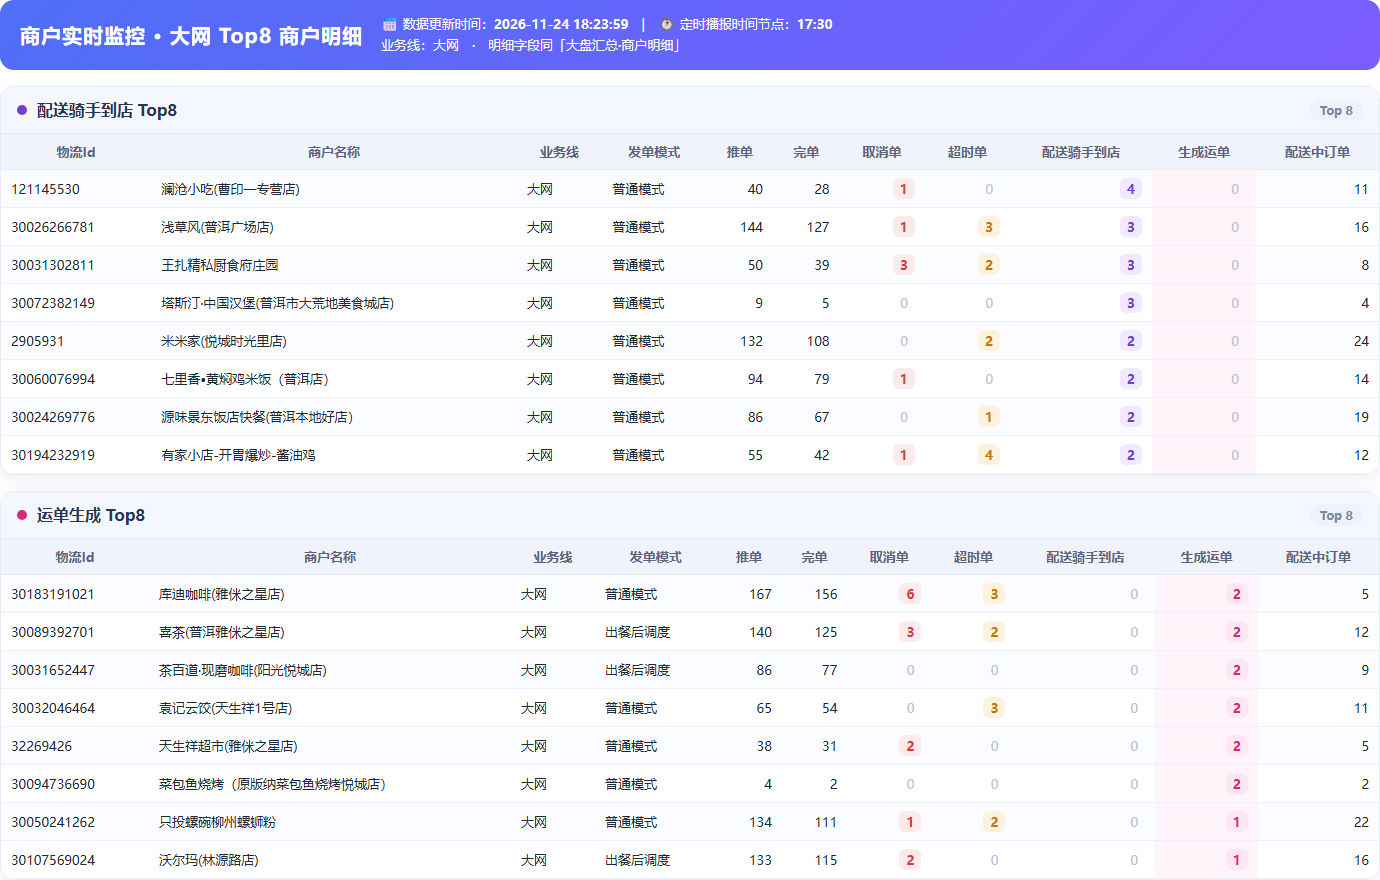 商户实时监控 • 大网 Top8 商户明细
数据更新时间：2026-11-24 18:23:59 | 定时播报时间节点：17:30
业务线：大网 · 明细字段同「大盘汇总·商户明细」
配送骑手到店 Top8 Top 8
物流Id 商户名称 业务线 发单模式 推单 完单 取消单 超时单 配送骑手到店 生成运单 配送中订单
121145530 澜沧小吃(曹印一专营店) 大网 普通模式 40 28 1 0 4 0 11
30026266781 浅草风(普洱广场店) 大网 普通模式 144 127 1 3 3 0 16
30031302811 王扎精私厨食府庄园 大网 普通模式 50 39 3 2 3 0 8
30072382149 塔斯汀·中国汉堡(普洱市大荒地美食城店) 大网 普通模式 9 5 0 0 3 0 4
2905931 米米家(悦城时光里店) 大网 普通模式 132 108 0 2 2 0 24
30060076994 七里香•黄焖鸡米饭（普洱店） 大网 普通模式 94 79 1 0 2 0 14
30024269776 源味景东饭店快餐(普洱本地好店) 大网 普通模式 86 67 0 1 2 0 19
30194232919 有家小店-开胃爆炒-酱油鸡 大网 普通模式 55 42 1 4 2 0 12
运单生成 Top8 Top 8
物流Id 商户名称 业务线 发单模式 推单 完单 取消单 超时单 配送骑手到店 生成运单 配送中订单
30183191021 库迪咖啡(雅侎之星店) 大网 普通模式 167 156 6 3 0 2 5
30089392701 喜茶(普洱雅侎之星店) 大网 出餐后调度 140 125 3 2 0 2 12
30031652447 茶百道·现磨咖啡(阳光悦城店) 大网 出餐后调度 86 77 0 0 0 2 9
30032046464 袁记云饺(天生祥1号店) 大网 普通模式 65 54 0 3 0 2 11
32269426 天生祥超市(雅侎之星店) 大网 普通模式 38 31 2 0 0 2 5
30094736690 菜包鱼烧烤（原版纳菜包鱼烧烤悦城店） 大网 普通模式 4 2 0 0 0 2 2
30050241262 只投螺碗柳州螺蛳粉 大网 普通模式 134 111 1 2 0 1 22
30107569024 沃尔玛(林源路店) 大网 出餐后调度 133 115 2 0 0 1 16